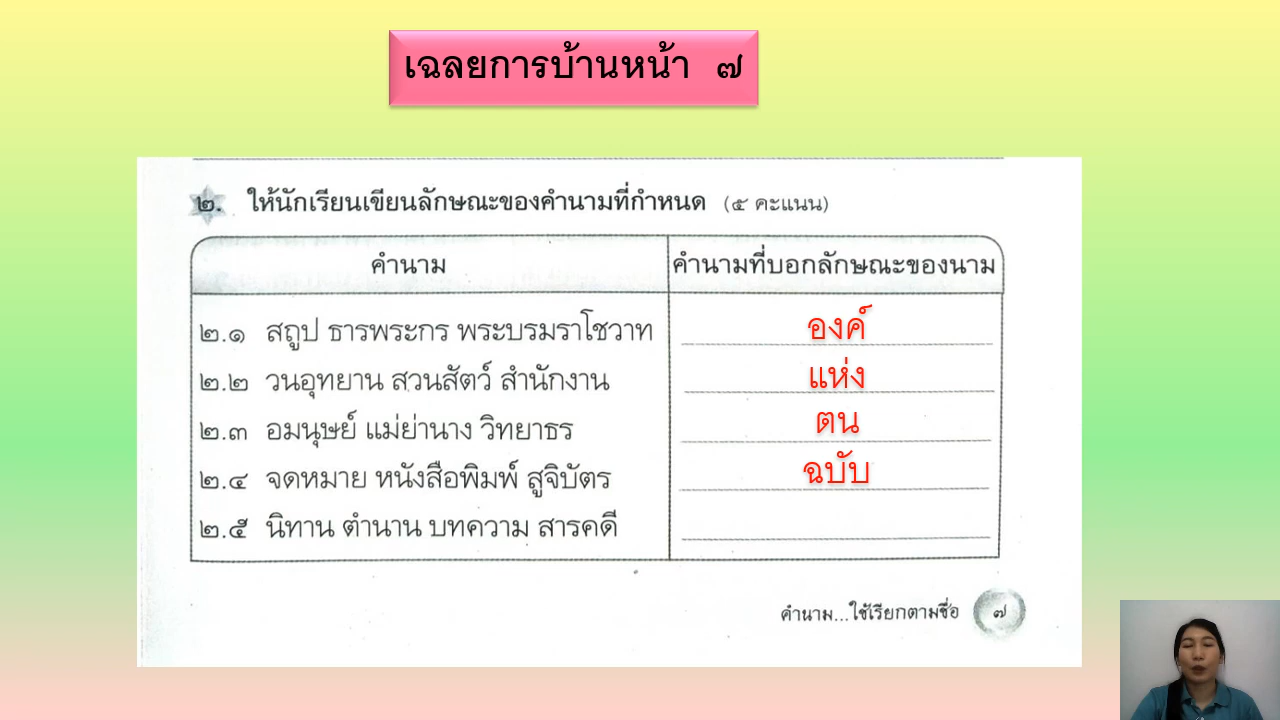 เฉลยการบ้านหน้า ๗
๒. ให้นักเรียนเขียนลักษณะของคำนามที่กำหนด (๕ คะแนน)
คำนาม คำนามที่บอกลักษณะของนาม
๒.๑ สถูป ธารพระกร พระบรมราโชวาท องค์
๒.๒ วนอุทยาน สวนสัตว์ สำนักงาน แห่ง
๒.๓ อมนุษย์ แม่ย่านาง วิทยาธร ตน
๒.๔ จดหมาย หนังสือพิมพ์ สูจิบัตร ฉบับ
๒.๕ นิทาน ตำนาน บทความ สารคดี
คำนาม...ใช้เรียกตามชื่อ ๗